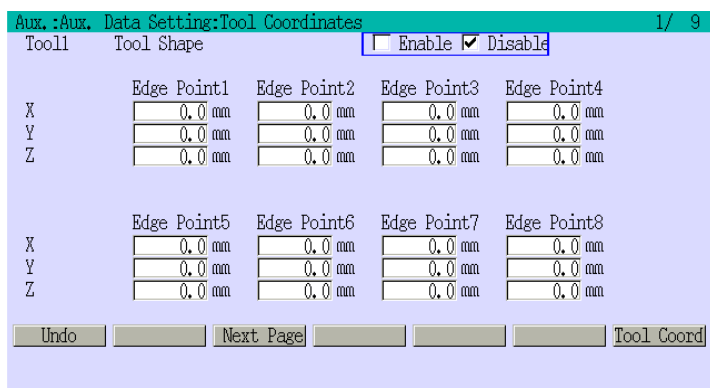 Aux.:Aux. Data Setting:Tool Coordinates 1/ 9
Tool1 Tool Shape Enable Disable
Edge Point1 Edge Point2 Edge Point3 Edge Point4
X 0.0 mm 0.0 mm 0.0 mm 0.0 mm
Y 0.0 mm 0.0 mm 0.0 mm 0.0 mm
Z 0.0 mm 0.0 mm 0.0 mm 0.0 mm
Edge Point5 Edge Point6 Edge Point7 Edge Point8
X 0.0 mm 0.0 mm 0.0 mm 0.0 mm
Y 0.0 mm 0.0 mm 0.0 mm 0.0 mm
Z 0.0 mm 0.0 mm 0.0 mm 0.0 mm
Undo Next Page Tool Coord